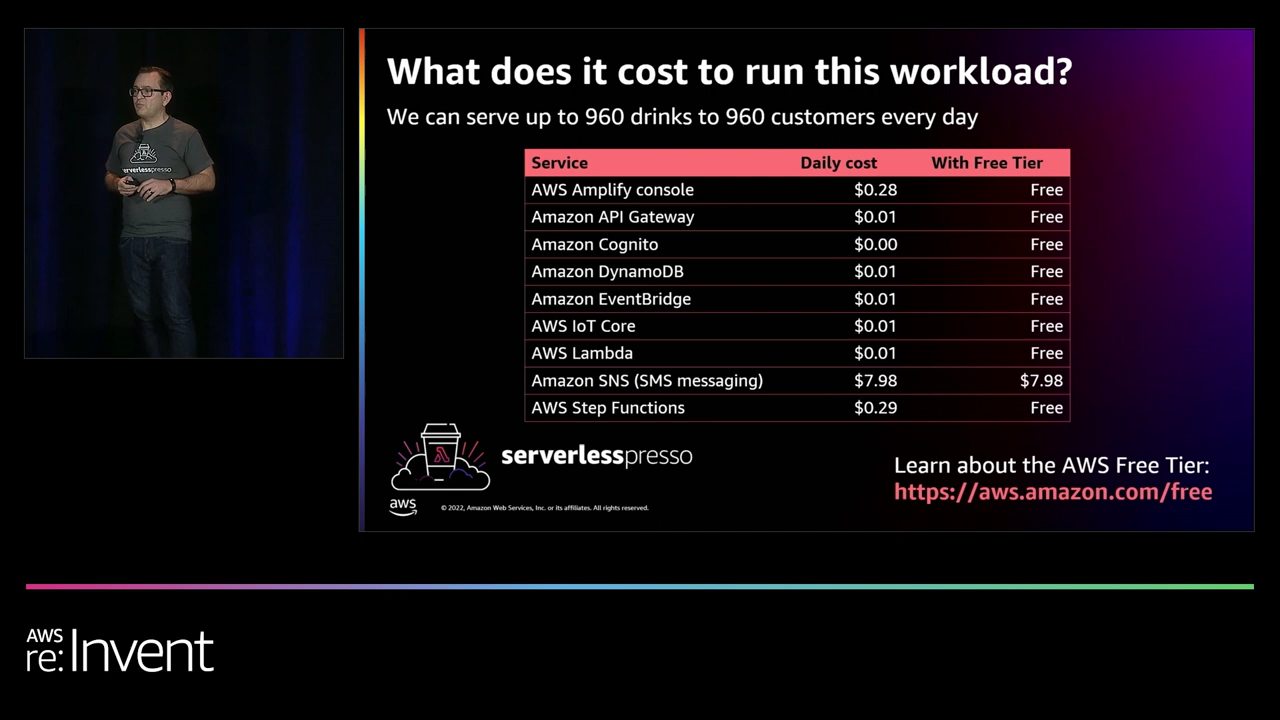 What does it cost to run this workload?
We can serve up to 960 drinks to 960 customers every day
Service Daily cost With Free Tier
AWS Amplify console $0.28 Free
Amazon API Gateway $0.01 Free
Amazon Cognito $0.00 Free
Amazon DynamoDB $0.01 Free
Amazon EventBridge $0.01 Free
AWS IoT Core $0.01 Free
AWS Lambda $0.01 Free
Amazon SNS (SMS messaging) $7.98 $7.98
AWS Step Functions $0.29 Free
serverlesspresso
Learn about the AWS Free Tier:
https://aws.amazon.com/free
aws
© 2022, Amazon Web Services, Inc. or its affiliates. All rights reserved.
serverlesspresso
AWS
re:Invent